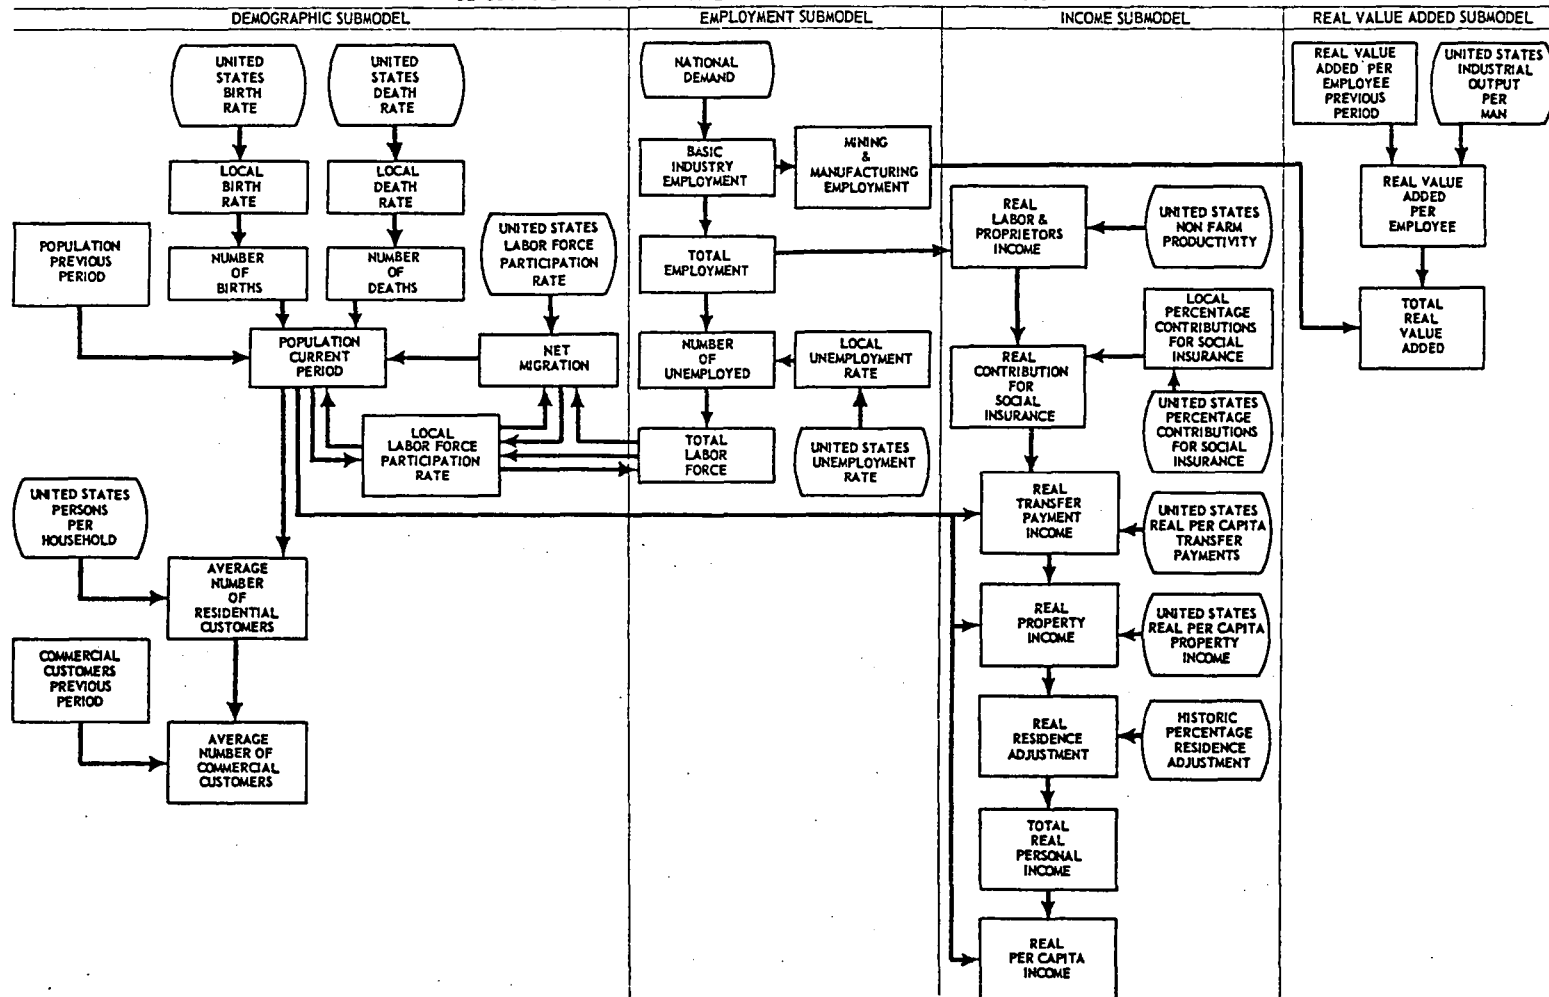 DEMOGRAPHIC SUBMODEL
EMPLOYMENT SUBMODEL
INCOME SUBMODEL
REAL VALUE ADDED SUBMODEL
UNITED
STATES
BIRTH
RATE
UNITED
STATES
DEATH
RATE
LOCAL
BIRTH
RATE
LOCAL
DEATH
RATE
POPULATION
PREVIOUS
PERIOD
NUMBER
OF
BIRTHS
NUMBER
OF
DEATHS
UNITED STATES
LABOR FORCE
PARTICIPATION
RATE
POPULATION
CURRENT
PERIOD
NET
MIGRATION
LOCAL
LABOR FORCE
PARTICIPATION
RATE
UNITED STATES
PERSONS
PER
HOUSEHOLD
AVERAGE
NUMBER
OF
RESIDENTIAL
CUSTOMERS
COMMERCIAL
CUSTOMERS
PREVIOUS
PERIOD
AVERAGE
NUMBER OF
COMMERCIAL
CUSTOMERS
NATIONAL
DEMAND
BASIC
INDUSTRY
EMPLOYMENT
MINING
&
MANUFACTURING
EMPLOYMENT
TOTAL
EMPLOYMENT
NUMBER
OF
UNEMPLOYED
LOCAL
UNEMPLOYMENT
RATE
TOTAL
LABOR
FORCE
UNITED STATES
UNEMPLOYMENT
RATE
REAL
LABOR &
PROPRIETORS
INCOME
UNITED STATES
NON FARM
PRODUCTIVITY
LOCAL
PERCENTAGE
CONTRIBUTIONS
FOR SOCIAL
INSURANCE
REAL
CONTRIBUTION
FOR
SOCIAL
INSURANCE
UNITED STATES
PERCENTAGE
CONTRIBUTIONS
FOR SOCIAL
INSURANCE
REAL
TRANSFER
PAYMENT
INCOME
UNITED STATES
REAL PER CAPITA
TRANSFER
PAYMENTS
REAL
PROPERTY
INCOME
UNITED STATES
REAL PER CAPITA
PROPERTY
INCOME
REAL
RESIDENCE
ADJUSTMENT
HISTORIC
PERCENTAGE
RESIDENCE
ADJUSTMENT
TOTAL
REAL
PERSONAL
INCOME
REAL
PER CAPITA
INCOME
REAL VALUE
ADDED PER
EMPLOYEE
PREVIOUS
PERIOD
UNITED STATES
INDUSTRIAL
OUTPUT
PER
MAN
REAL VALUE
ADDED
PER
EMPLOYEE
TOTAL
REAL
VALUE
ADDED